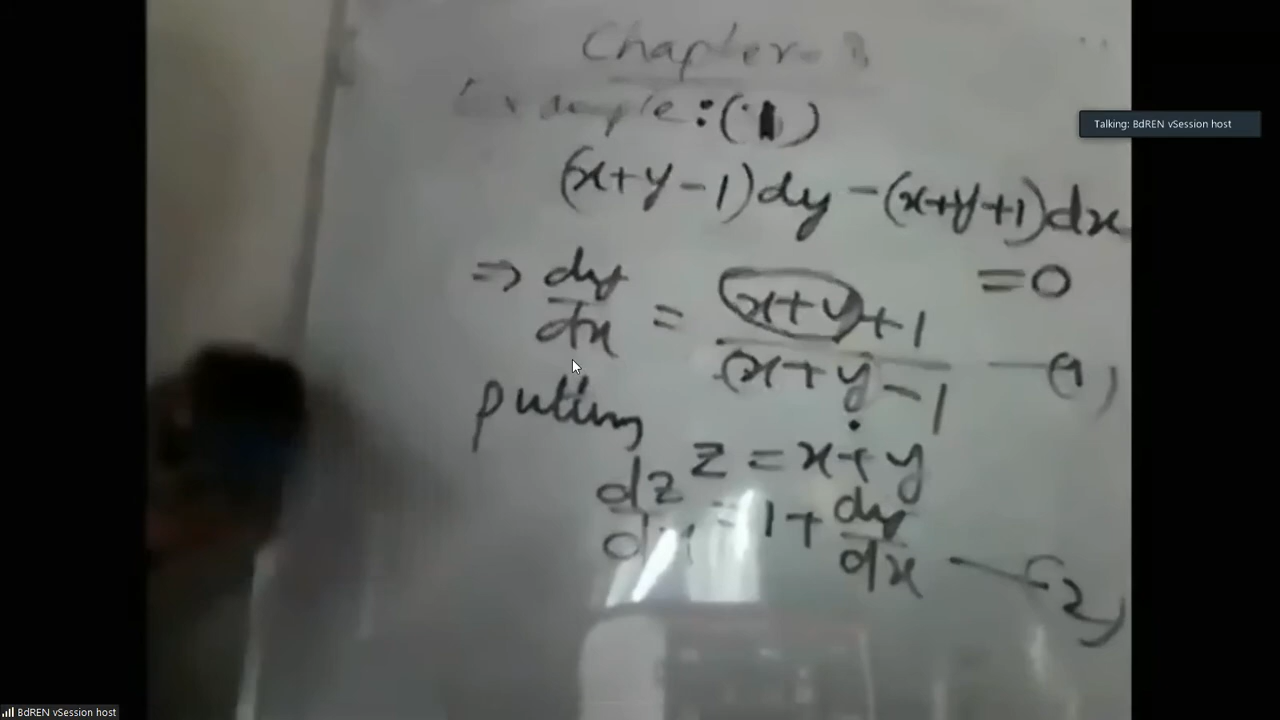 Chapter-3
Example:(1)
Talking: BdREN vSession host
(x+y-1)dy-(x+y+1)dx
=0
⇒ dy/dx = x+y+1/(x+y-1 —(1)
putting
z=x+y
dz/dx=1+dy/dx —(2)
BdREN vSession host